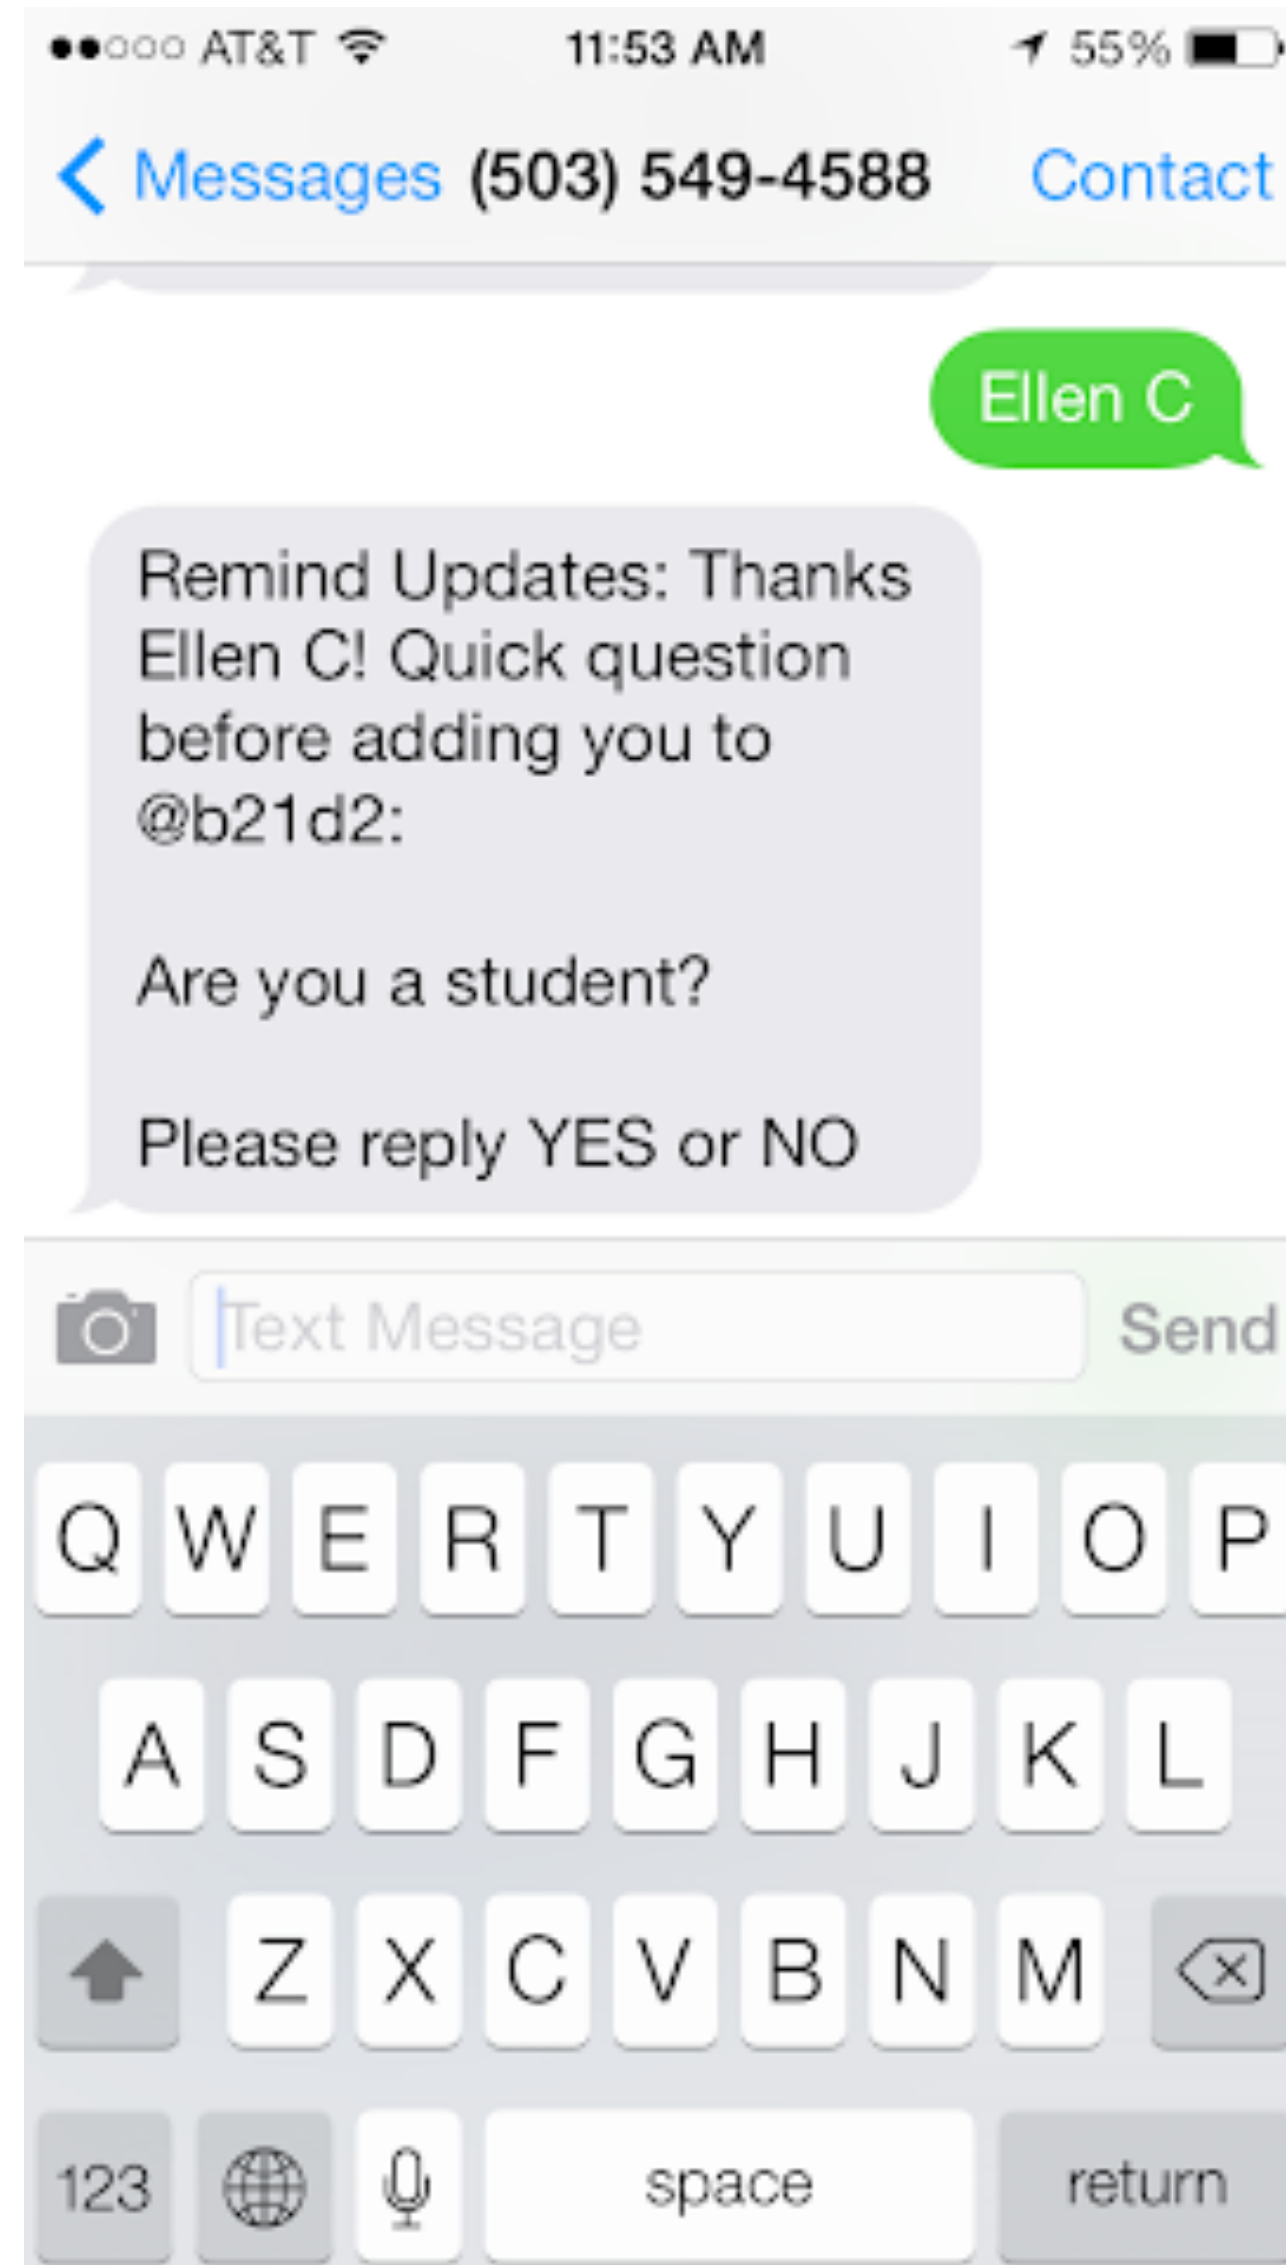 AT&T 11:53 AM 55%
Messages (503) 549-4588 Contact
Ellen C
Remind Updates: Thanks
Ellen C! Quick question
before adding you to
@b21d2:
Are you a student?
Please reply YES or NO
Text Message Send
Q W E R T Y U I O P
A S D F G H J K L
Z X C V B N M
123 space return